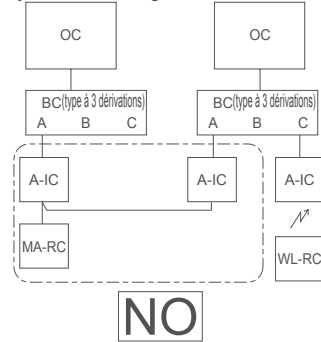 OC OC
BC(type à 3 dérivations) BC(type à 3 dérivations)
A B C A B C
A-IC A-IC A-IC
MA-RC WL-RC
NO